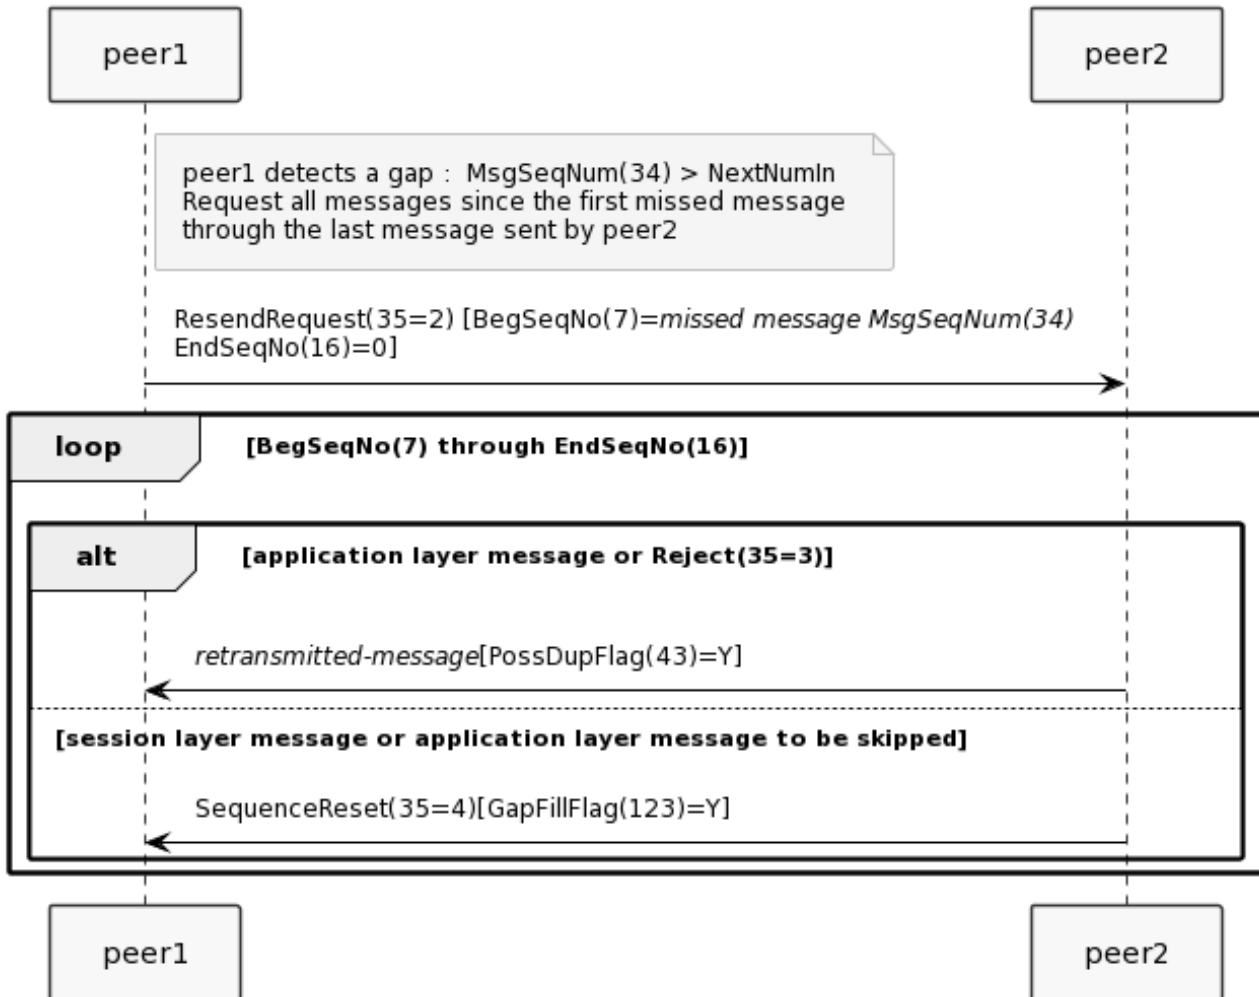 peer1 peer2
peer1 detects a gap :  MsgSeqNum(34) > NextNumIn
Request all messages since the first missed message
through the last message sent by peer2
ResendRequest(35=2) [BegSeqNo(7)=missed message MsgSeqNum(34)
EndSeqNo(16)=0]
loop [BegSeqNo(7) through EndSeqNo(16)]
alt [application layer message or Reject(35=3)]
retransmitted-message[PossDupFlag(43)=Y]
[session layer message or application layer message to be skipped]
SequenceReset(35=4)[GapFillFlag(123)=Y]
peer1 peer2